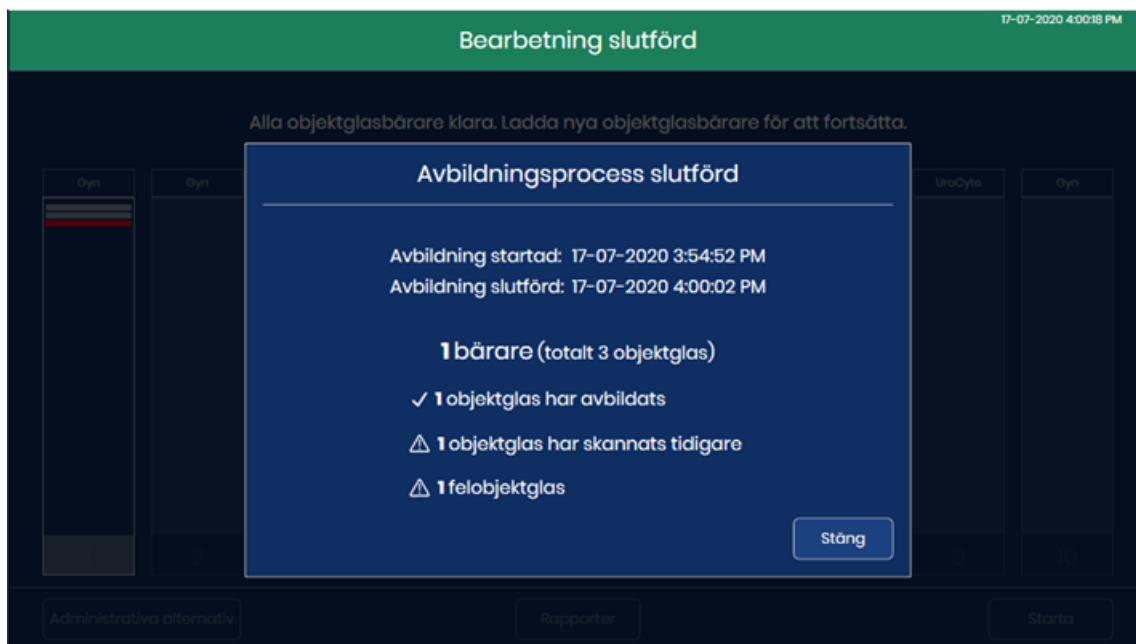 17-07-2020 4:00:18 PM
Bearbetning slutförd
Alla objektglasbärare klara. Ladda nya objektglasbärare för att fortsätta.
Gyn
Gyn
UroCyte
Gyn
Avbildningsprocess slutförd
Avbildning startad: 17-07-2020 3:54:52 PM
Avbildning slutförd: 17-07-2020 4:00:02 PM
1 bärare (totalt 3 objektglas)
✓ 1 objektglas har avbildats
⚠ 1 objektglas har skannats tidigare
⚠ 1 felobjektglas
Stäng
1
2
9
10
Administrativa alternativ
Rapporter
Starta